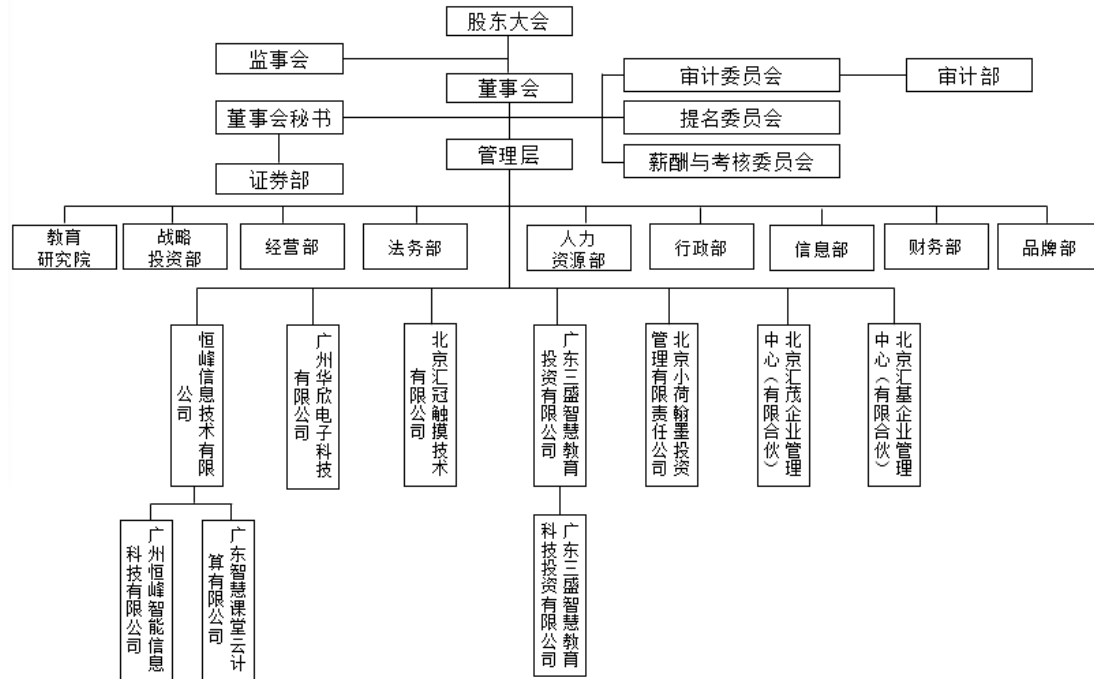 股东大会
监事会
董事会
审计委员会
审计部
董事会秘书
提名委员会
管理层
薪酬与考核委员会
证券部
教育
研究院
战略
投资部
经营部
法务部
人力
资源部
行政部
信息部
财务部
品牌部
恒峰信息技术有限
公司
广州华欣电子科技
有限公司
北京汇冠触摸技术
有限公司
广东三盛智慧教育
投资有限公司
北京小荷翰墨投资
管理有限责任公司
北京汇茂企业管理
中心（有限合伙）
北京汇基企业管理
中心（有限合伙）
广州恒峰智能信息
科技有限公司
广东智慧课堂云计
算有限公司
广东三盛智慧教育
科技投资有限公司